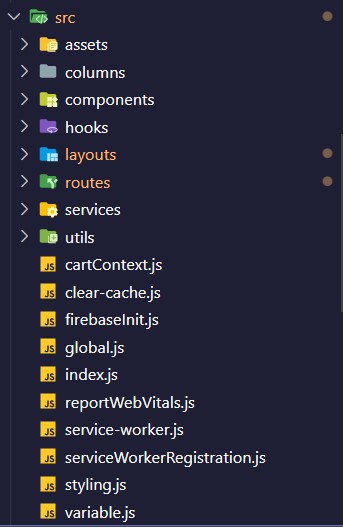 src
assets
columns
components
hooks
layouts
routes
services
utils
JS cartContext.js
JS clear-cache.js
JS firebaseInit.js
JS global.js
JS index.js
JS reportWebVitals.js
JS service-worker.js
JS serviceWorkerRegistration.js
JS styling.js
JS variable.js